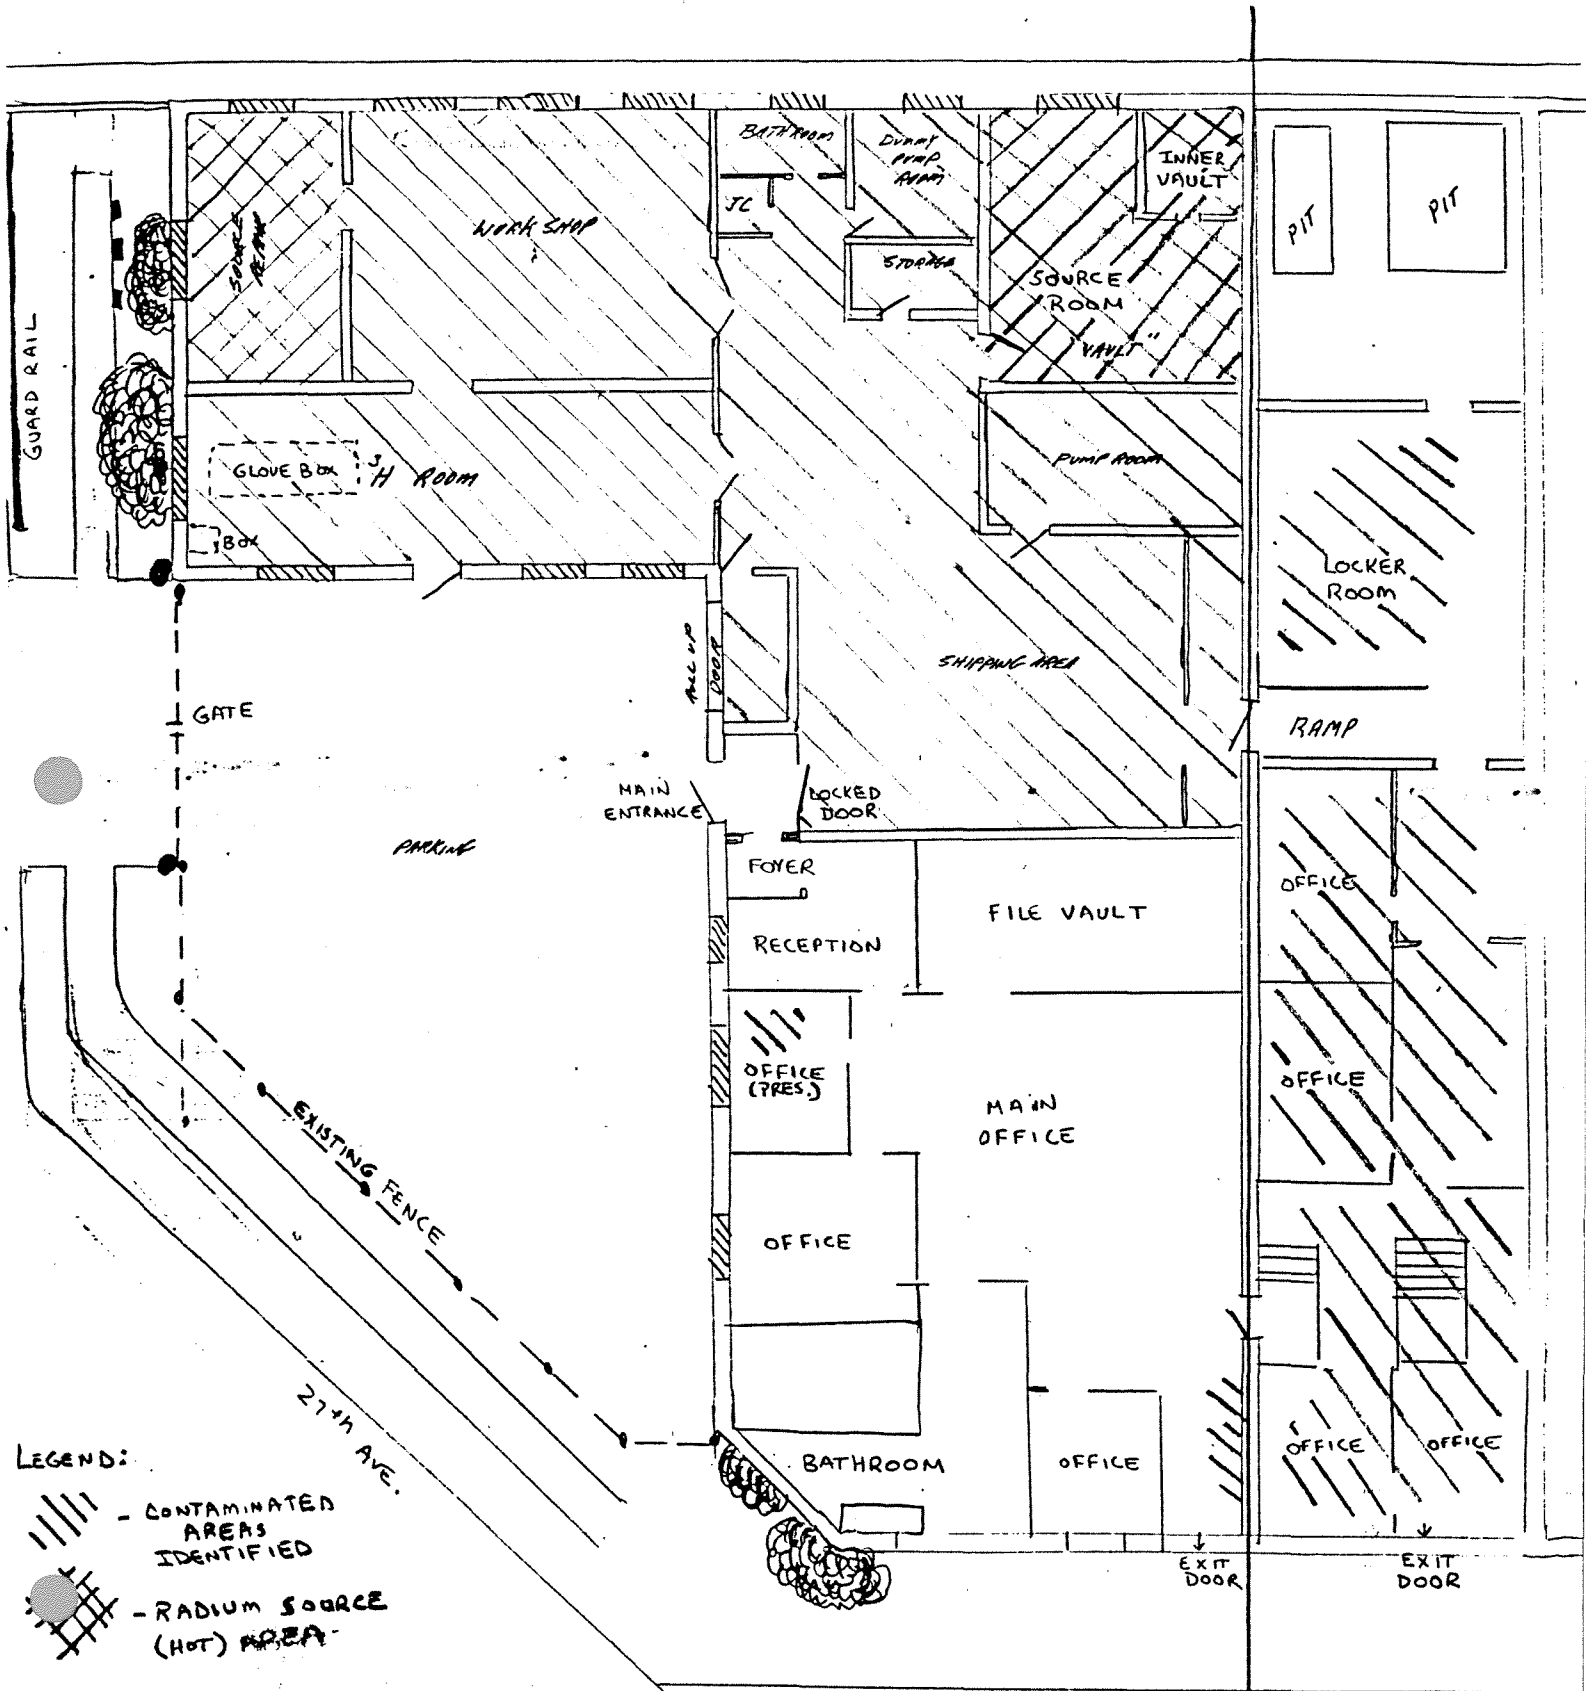 BATHROOM
DUMMY
PUMP
ROOM
INNER
VAULT
PIT
PIT
JC
WORK SHOP
SOURCE
STORAGE
SOURCE
ROOM
"VAULT"
GUARD RAIL
GLOVE BOX
3H ROOM
PUMP ROOM
BOX
LOCKER
ROOM
ROLL UP
DOOR
SHIPPING AREA
GATE
RAMP
MAIN
ENTRANCE
LOCKED
DOOR
PARKING
FOYER
OFFICE
FILE VAULT
RECEPTION
OFFICE
(PRES.)
OFFICE
MAIN
OFFICE
EXISTING FENCE
OFFICE
27th AVE.
BATHROOM
OFFICE
OFFICE
OFFICE
LEGEND:
- CONTAMINATED
AREAS
IDENTIFIED
EXIT
DOOR
EXIT
DOOR
- RADIUM SOURCE
(HOT) AREA